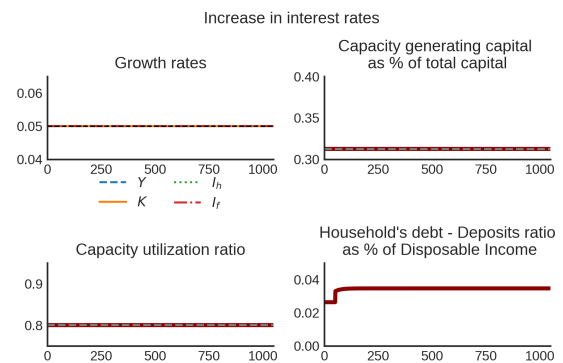 Increase in interest rates
Growth rates
0.06
0.05
0.04
0 250 500 750 1000
Y
K
I_h
I_f
Capacity generating capital
as % of total capital
0.40
0.35
0.30
0 250 500 750 1000
Capacity utilization ratio
0.9
0.8
0 250 500 750 1000
Household's debt - Deposits ratio
as % of Disposable Income
0.04
0.02
0.00
0 250 500 750 1000